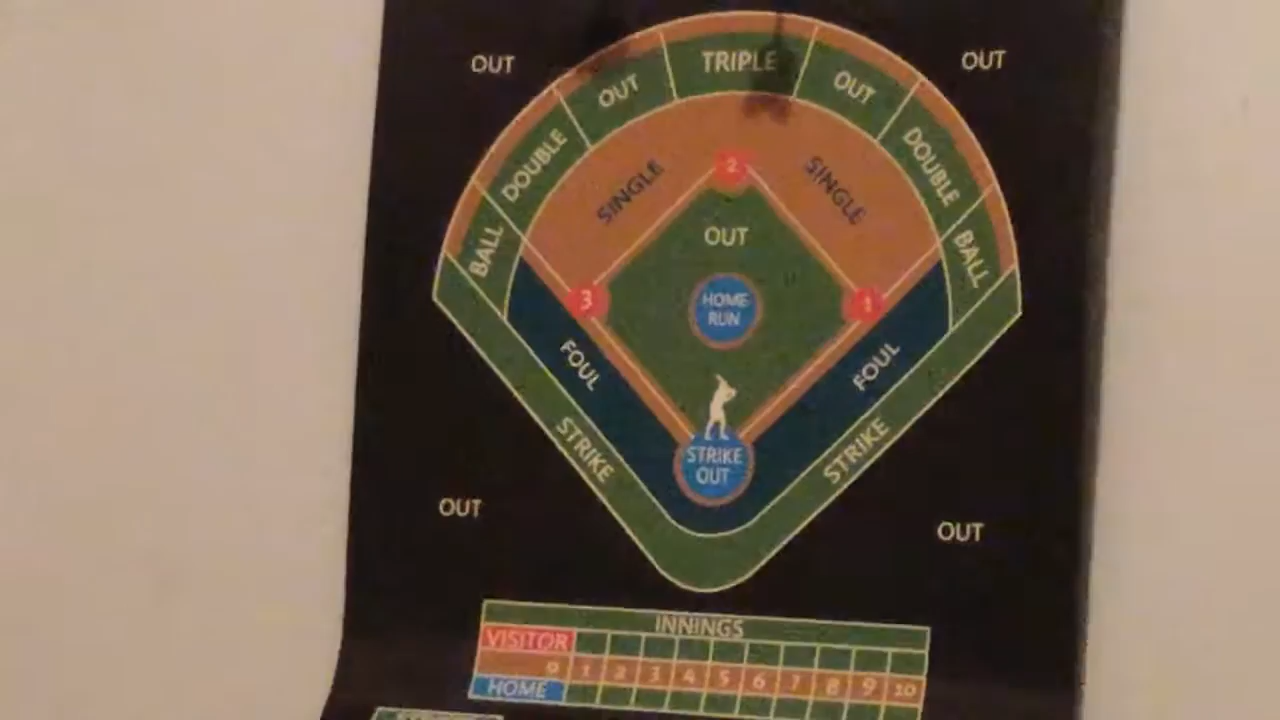 OUT
TRIPLE
OUT
OUT
OUT
DOUBLE
DOUBLE
SINGLE
SINGLE
2
BALL
OUT
BALL
3
HOME
RUN
1
FOUL
FOUL
STRIKE
STRIKE
OUT
STRIKE
OUT
OUT
INNINGS
VISITOR
0 1 2 3 4 5 6 7 8 9 10
HOME